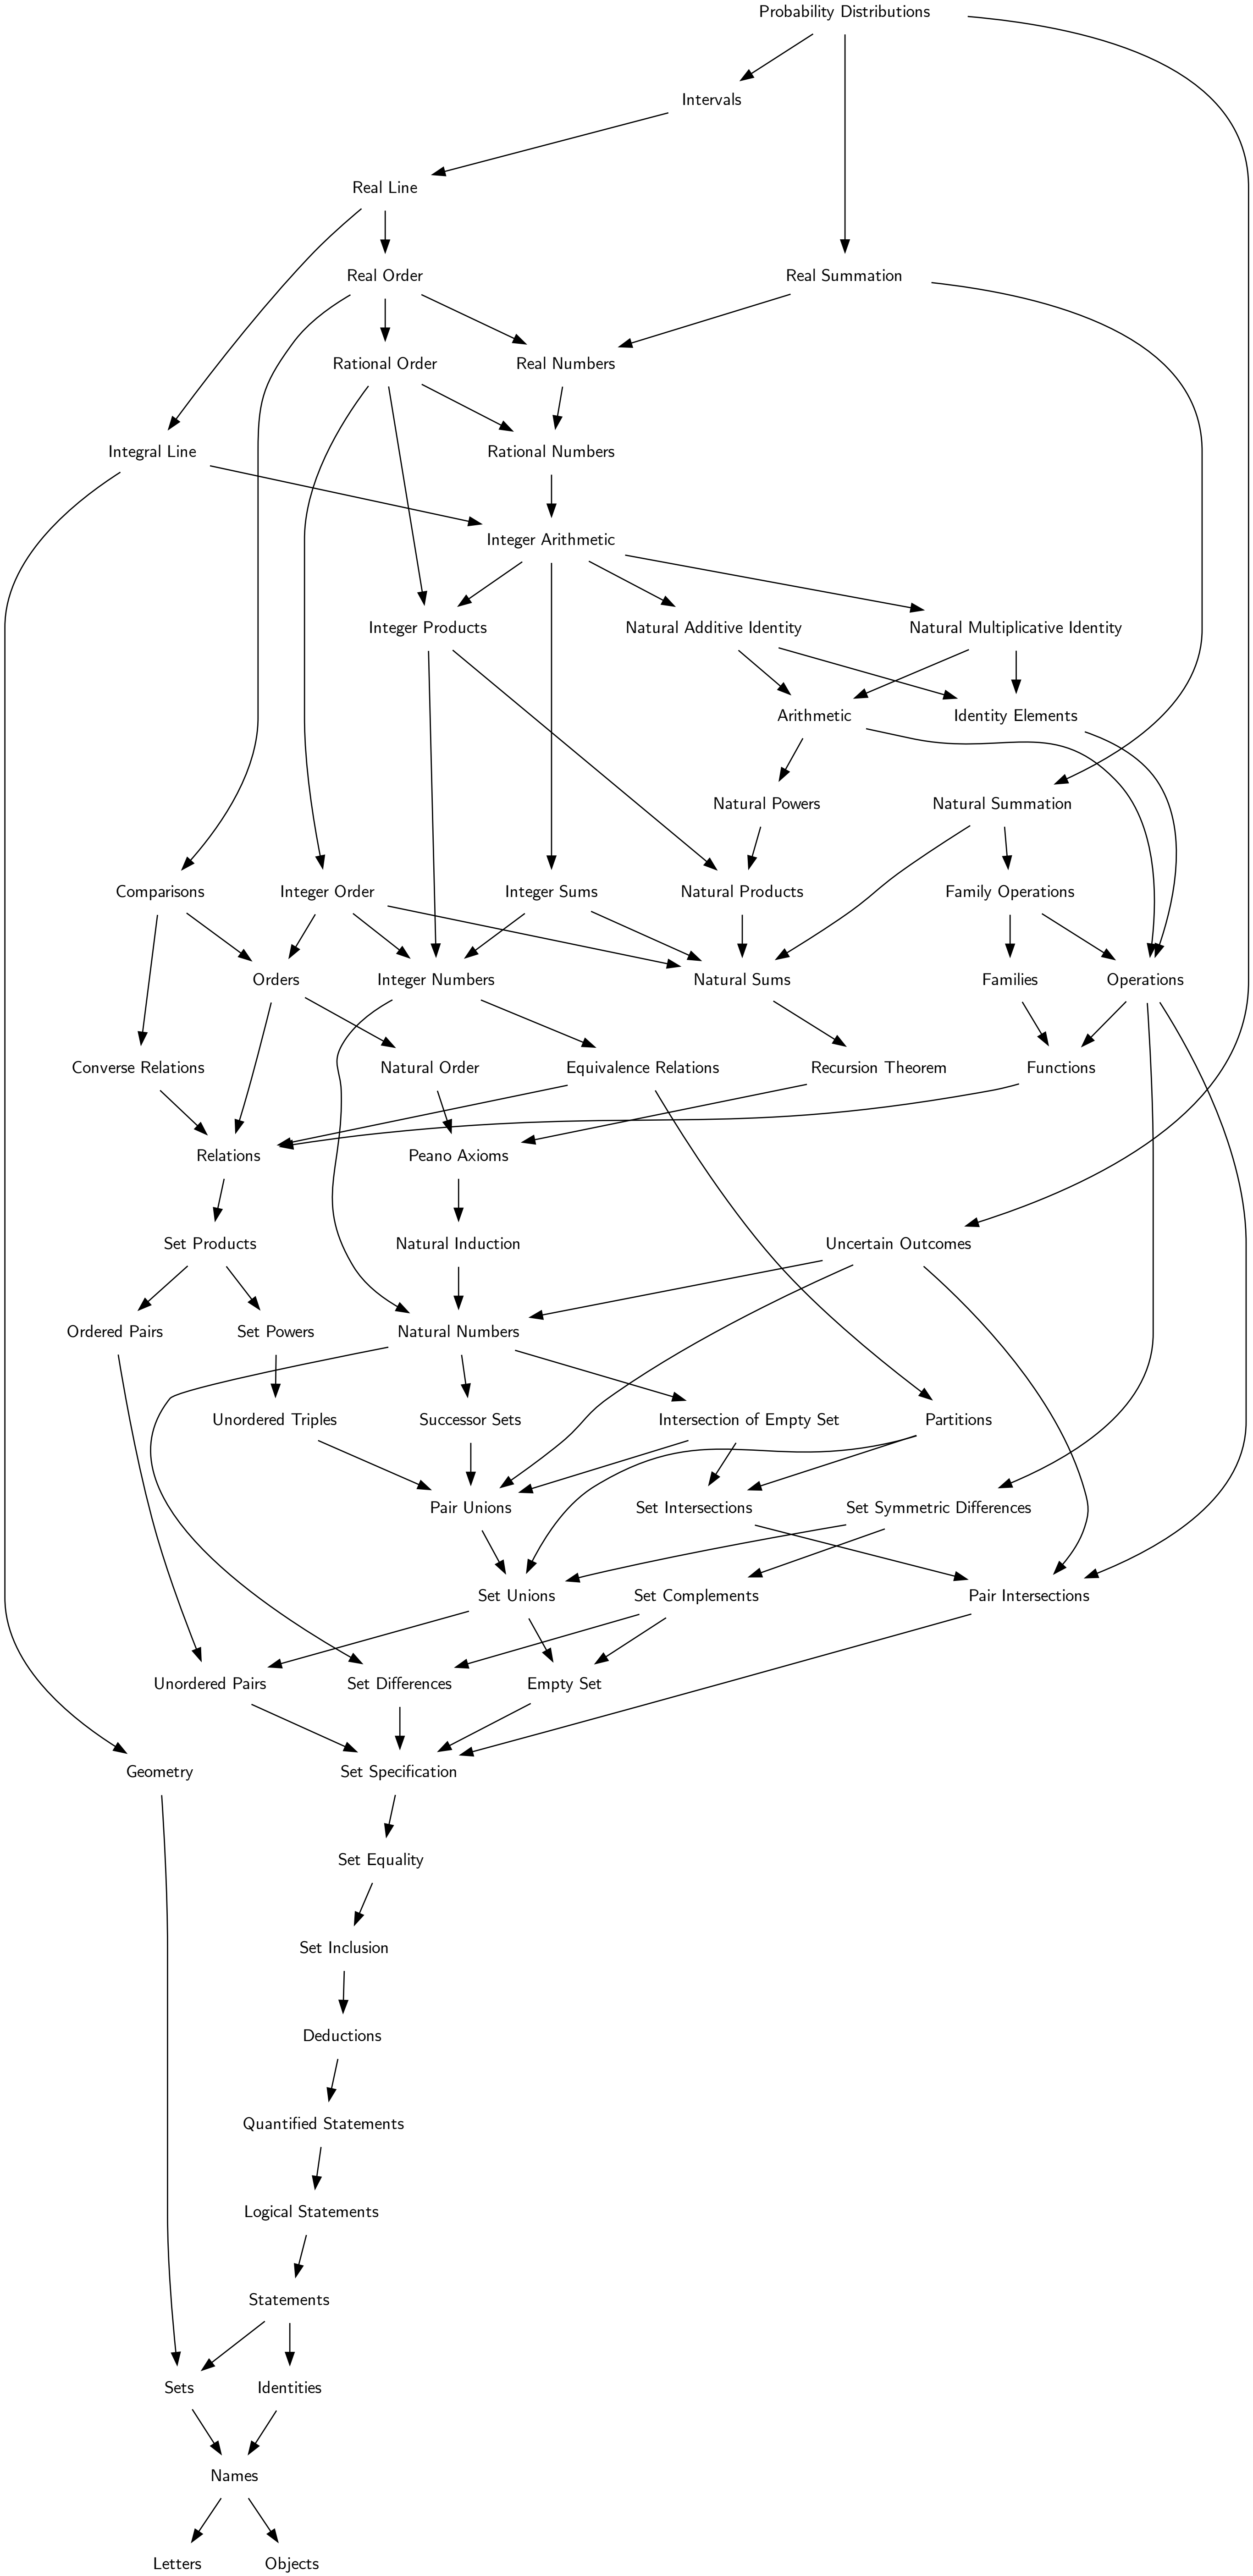 Probability Distributions
Intervals
Real Line
Real Order
Real Summation
Rational Order
Real Numbers
Integral Line
Rational Numbers
Integer Arithmetic
Integer Products
Natural Additive Identity
Natural Multiplicative Identity
Arithmetic
Identity Elements
Natural Powers
Natural Summation
Comparisons
Integer Order
Integer Sums
Natural Products
Family Operations
Orders
Integer Numbers
Natural Sums
Families
Operations
Converse Relations
Natural Order
Equivalence Relations
Recursion Theorem
Functions
Relations
Peano Axioms
Set Products
Natural Induction
Uncertain Outcomes
Ordered Pairs
Set Powers
Natural Numbers
Unordered Triples
Successor Sets
Intersection of Empty Set
Partitions
Pair Unions
Set Intersections
Set Symmetric Differences
Set Unions
Set Complements
Pair Intersections
Unordered Pairs
Set Differences
Empty Set
Geometry
Set Specification
Set Equality
Set Inclusion
Deductions
Quantified Statements
Logical Statements
Statements
Sets
Identities
Names
Letters
Objects